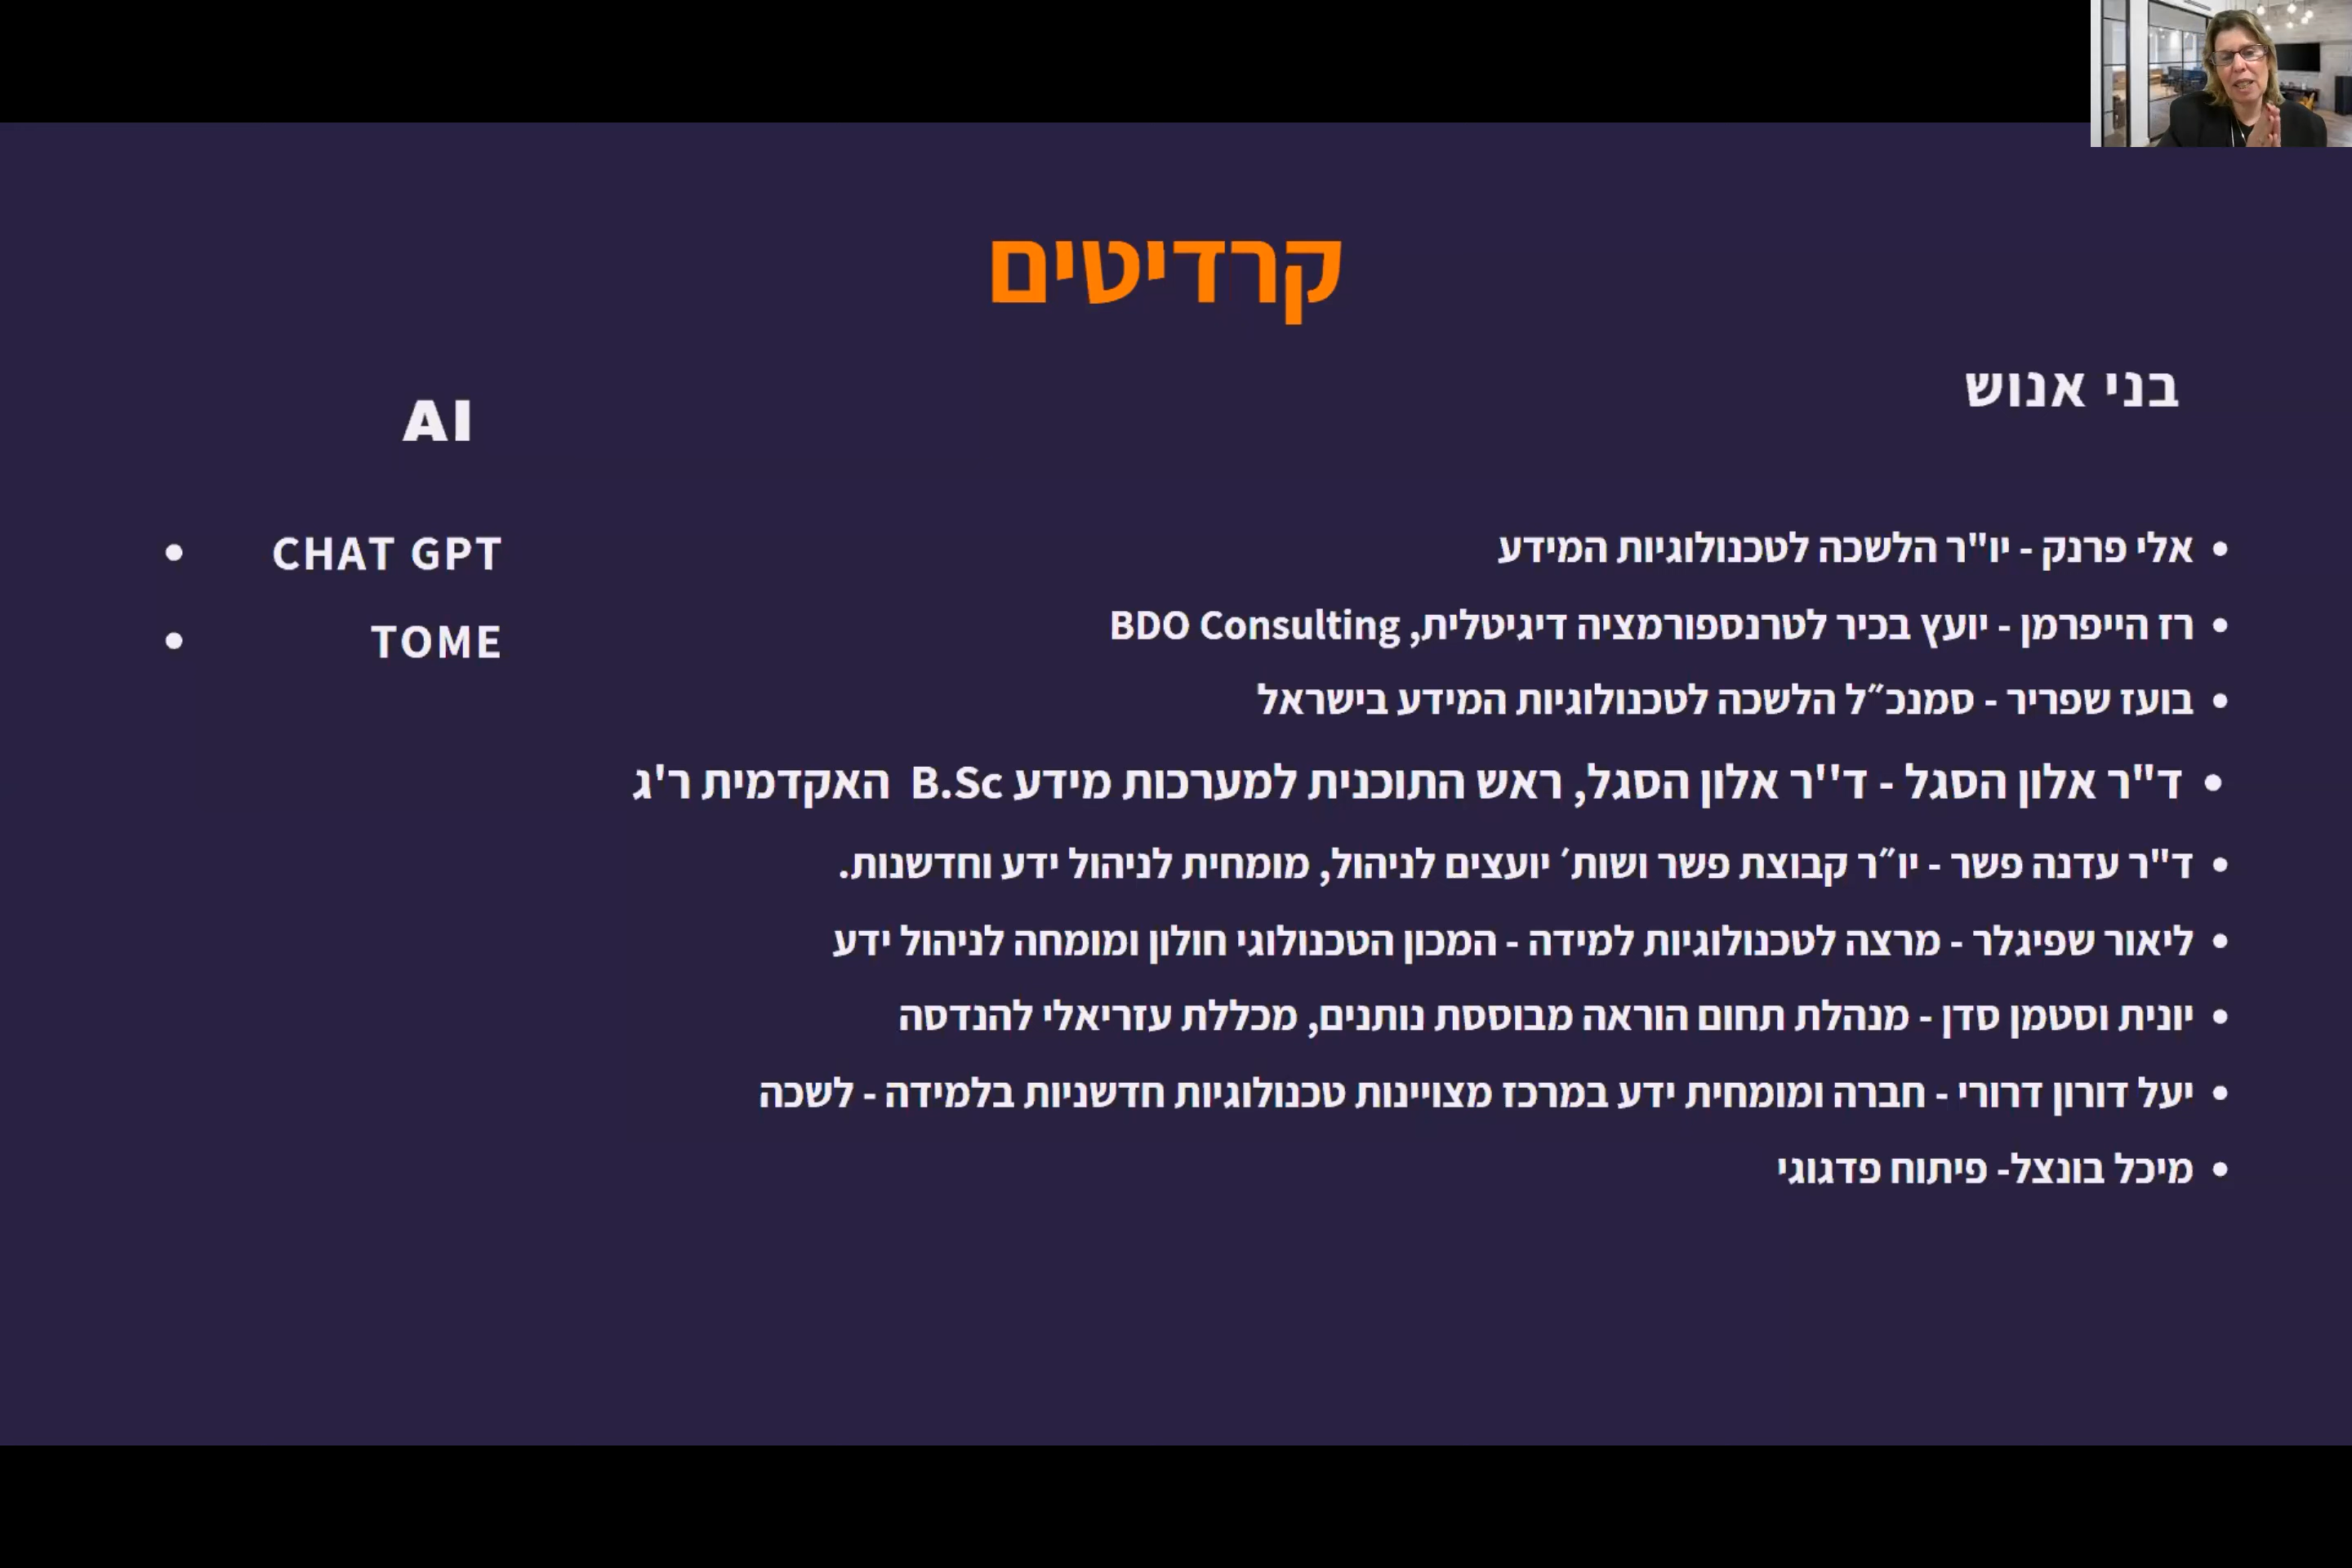 קרדיטים
בני אנוש
אלי פרנק - יו"ר הלשכה לטכנולוגיות המידע
רז הייפרמן - יועץ בכיר לטרנספורמציה דיגיטלית, BDO Consulting
בועז שפריר - סמנכ״ל הלשכה לטכנולוגיות המידע בישראל
ד"ר אלון הסגל - ד''ר אלון הסגל, ראש התוכנית למערכות מידע B.Sc האקדמית ר'ג
ד"ר עדנה פשר - יו״ר קבוצת פשר ושות׳ יועצים לניהול, מומחית לניהול ידע וחדשנות.
ליאור שפיגלר - מרצה לטכנולוגיות למידה - המכון הטכנולוגי חולון ומומחה לניהול ידע
יונית וסטמן סדן - מנהלת תחום הוראה מבוססת נותנים, מכללת עזריאלי להנדסה
יעל דורון דרורי - חברה ומומחית ידע במרכז מצויינות טכנולוגיות חדשניות בלמידה - לשכה
מיכל בונצל- פיתוח פדגוגי
AI
CHAT GPT
TOME